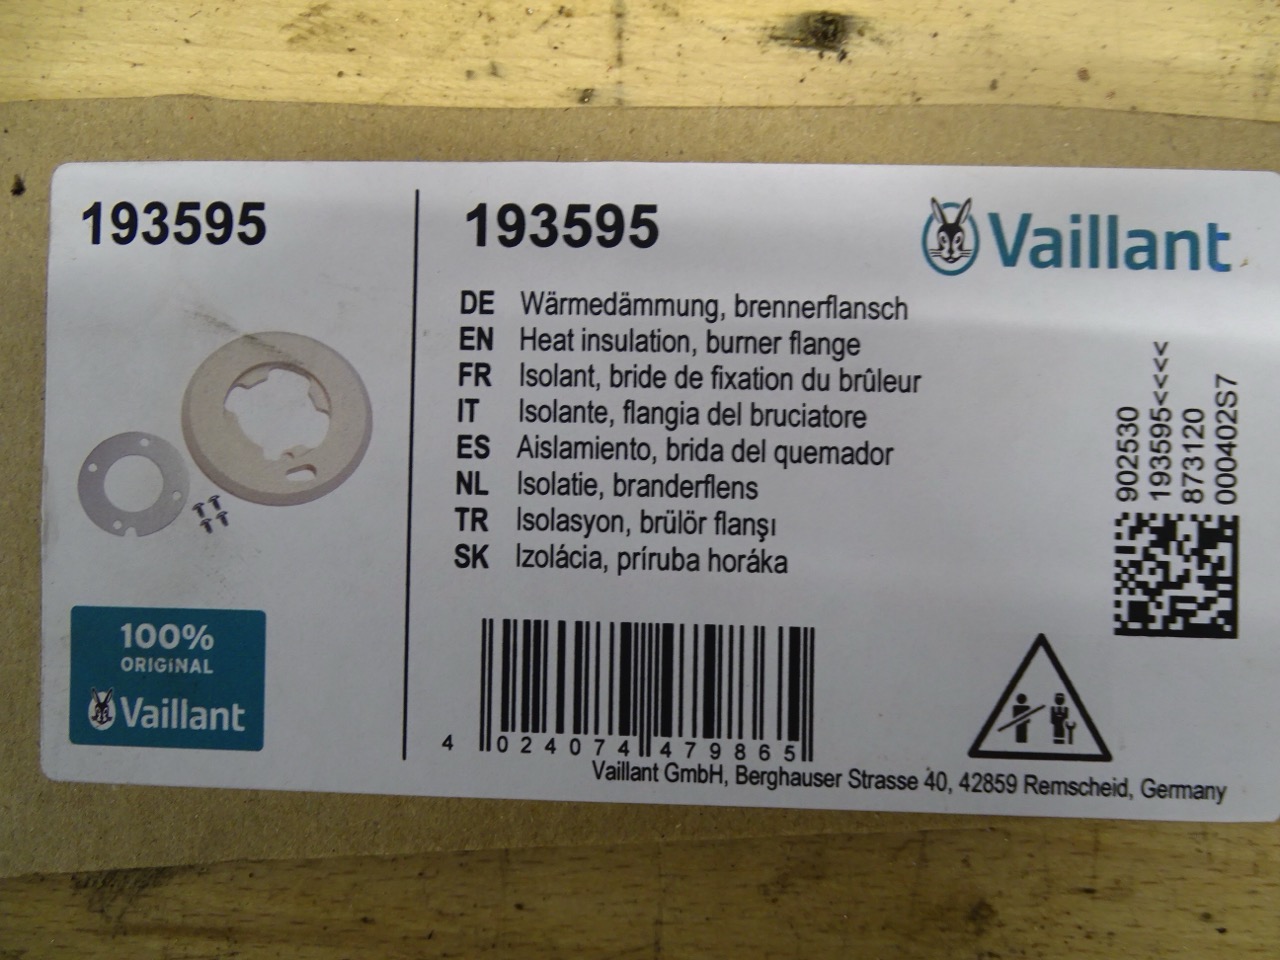 193595
100%
ORIGINAL
Vaillant
193595
Vaillant
DE Wärmedämmung, brennerflansch
EN Heat insulation, burner flange
FR Isolant, bride de fixation du brûleur
IT Isolante, flangia del bruciatore
ES Aislamiento, brida del quemador
NL Isolatie, branderflens
TR Isolasyon, brülör flanşı
SK Izolácia, príruba horáka
902530
193595<<<<
873120
000402S7
4 024074 479865
Vaillant GmbH, Berghauser Strasse 40, 42859 Remscheid, Germany